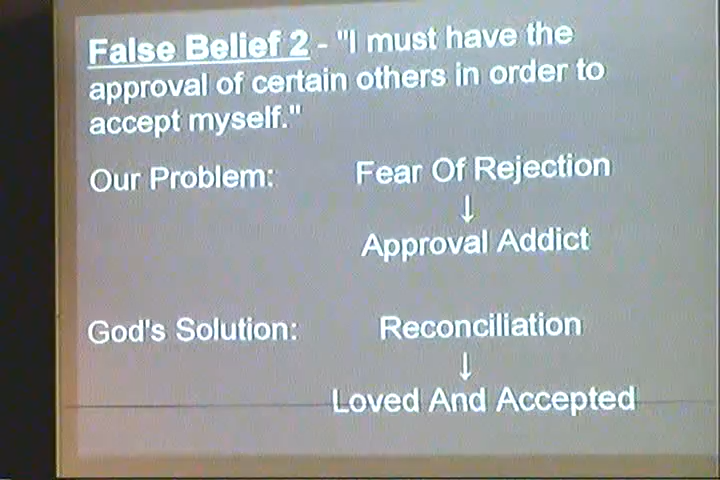 False Belief 2 - "I must have the
approval of certain others in order to
accept myself."
Our Problem: Fear Of Rejection
↓
Approval Addict
God's Solution: Reconciliation
↓
Loved And Accepted